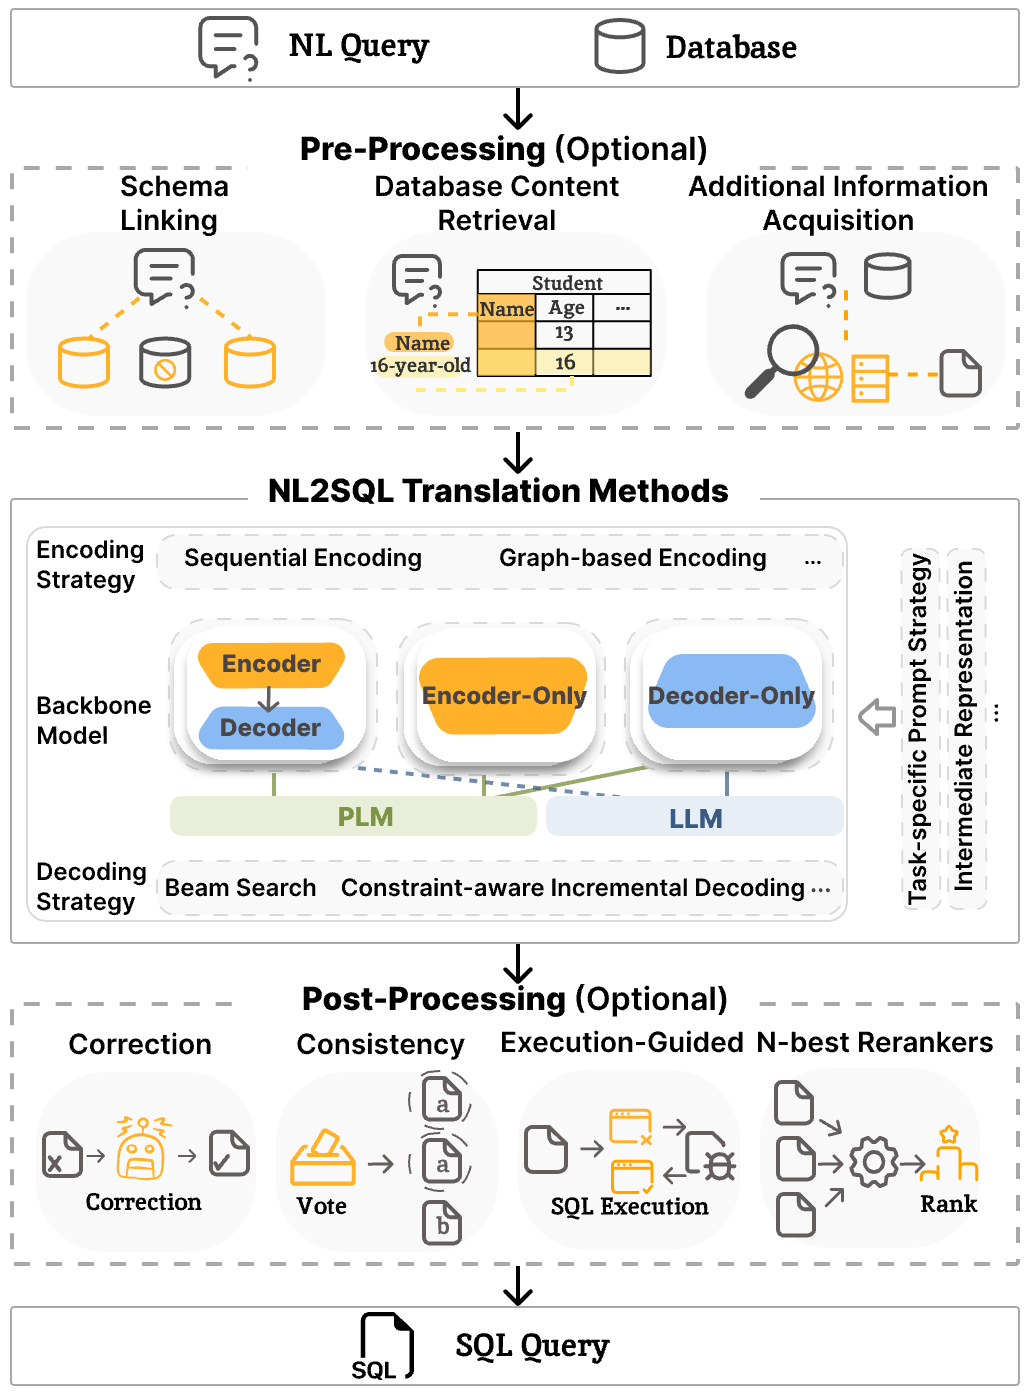 NL Query
Database
Pre-Processing (Optional)
Schema
Linking
Database Content
Retrieval
Additional Information
Acquisition
Student
Name
Age
...
13
16
Name
16-year-old
NL2SQL Translation Methods
Encoding
Strategy
Sequential Encoding
Graph-based Encoding
...
Backbone
Model
Encoder
Decoder
Encoder-Only
Decoder-Only
PLM
LLM
Decoding
Strategy
Beam Search
Constraint-aware Incremental Decoding
...
Task-specific Prompt Strategy
Intermediate Representation
...
Post-Processing (Optional)
Correction
Consistency
Execution-Guided
N-best Rerankers
Correction
a
a
b
Vote
SQL Execution
Rank
SQL
SQL Query